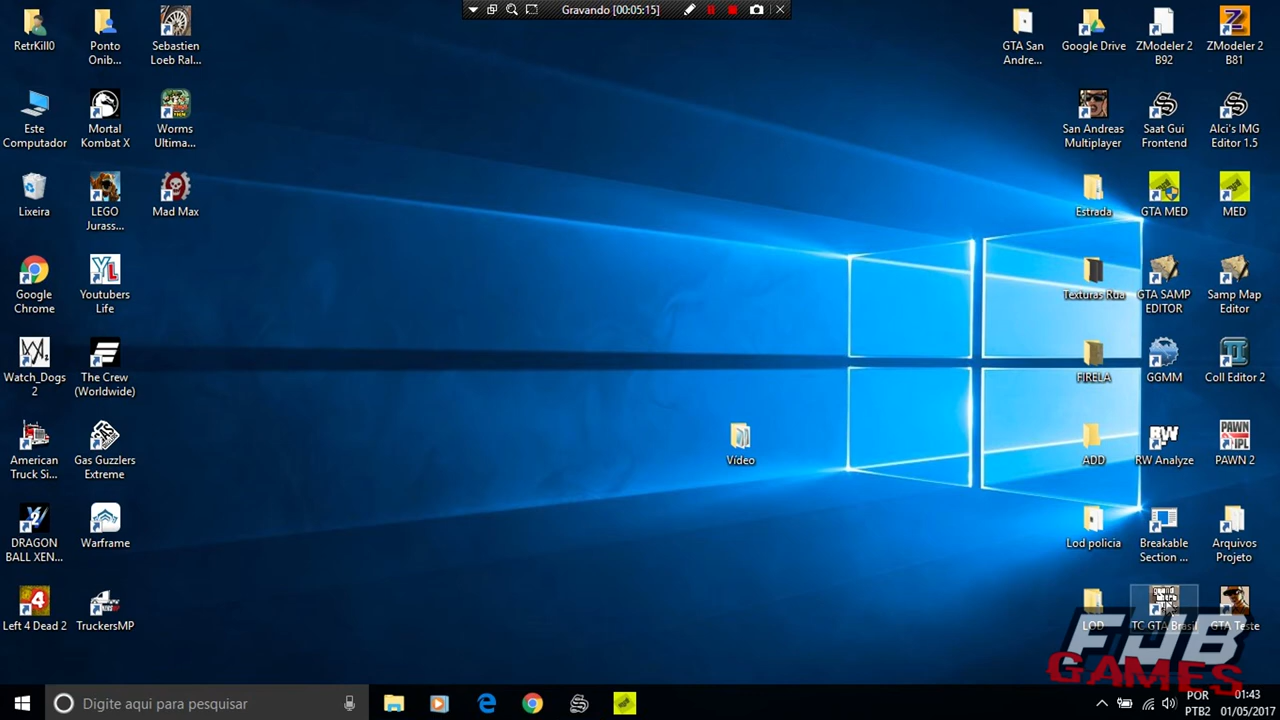 Gravando [00:05:15]
RetrKill0
Ponto
Onib...
Sebastien
Loeb Ral...
GTA San
Andre...
Google Drive
ZModeler 2
B92
ZModeler 2
B81
Este
Computador
Mortal
Kombat X
Worms
Ultima...
San Andreas
Multiplayer
Saat Gui
Frontend
Alci's IMG
Editor 1.5
Lixeira
LEGO
Jurass...
Mad Max
Estrada
GTA MED
MED
Google
Chrome
Youtubers
Life
Texturas Rua
GTA SAMP
EDITOR
Samp Map
Editor
Watch_Dogs
2
The Crew
(Worldwide)
FIRELA
GGMM
Coll Editor 2
American
Truck Si...
Gas Guzzlers
Extreme
Vídeo
ADD
RW Analyze
PAWN 2
DRAGON
BALL XEN...
Warframe
Lod policia
Breakable
Section ...
Arquivos
Projeto
Left 4 Dead 2
TruckersMP
LOD
TC GTA Brasil
GTA Teste
FJB
GAMES
Digite aqui para pesquisar
POR
PTB2
01:43
01/05/2017